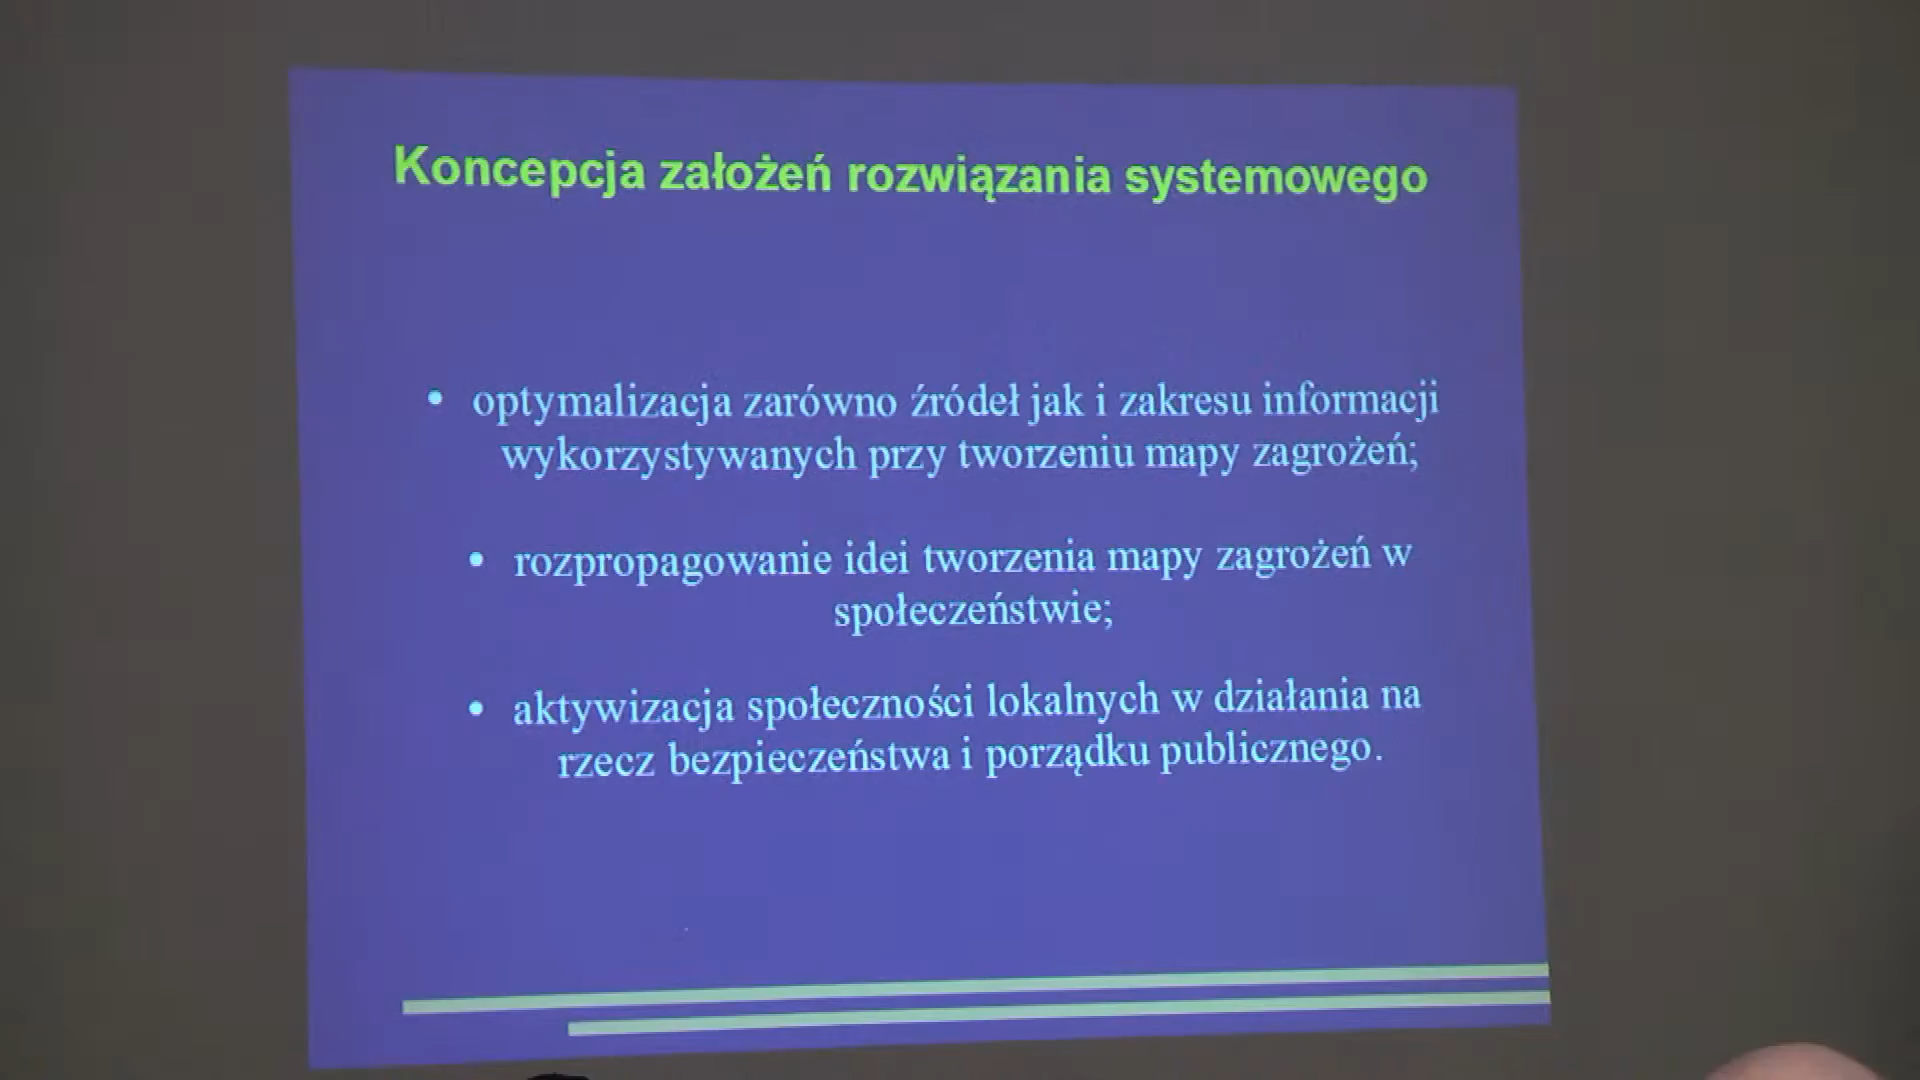 Koncepcja założeń rozwiązania systemowego
• optymalizacja zarówno źródeł jak i zakresu informacji
wykorzystywanych przy tworzeniu mapy zagrożeń;
• rozpropagowanie idei tworzenia mapy zagrożeń w
społeczeństwie;
• aktywizacja społeczności lokalnych w działania na
rzecz bezpieczeństwa i porządku publicznego.